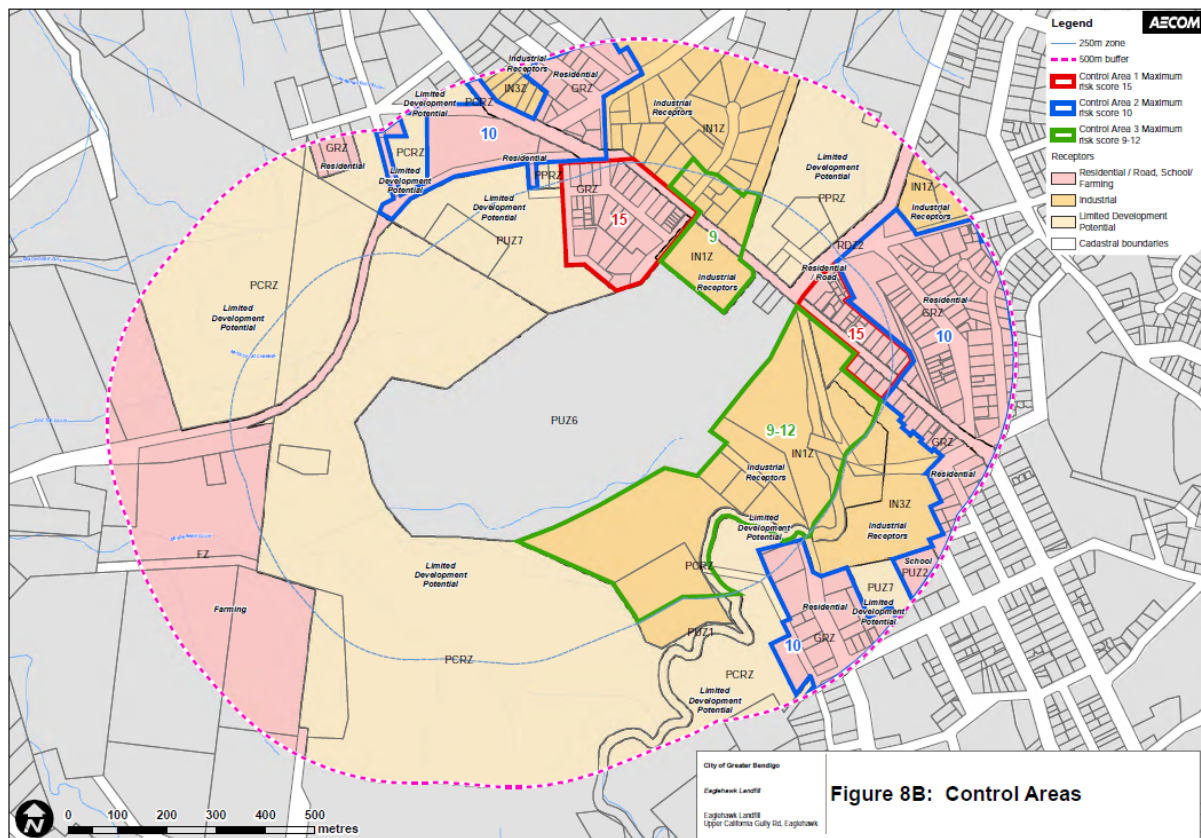 Legend
AECOM
250m zone
500m buffer
Control Area 1 Maximum
risk score 15
Control Area 2 Maximum
risk score 10
Control Area 3 Maximum
risk score 9-12
Receptors
Residential / Road, School/
Farming
Industrial
Limited Development
Potential
Cadastral boundaries
Industrial
Receptors
Residential
GRZ
IN3Z
PCRZ
Limited
Development
Potential
Limited
Development
Potential
10
Industrial
Receptors
IN1Z
GRZ
Residential
PCRZ
Limited
Development
Potential
Residential
PPRZ
GRZ
15
Limited
Development
Potential
PUZ7
9
IN1Z
Industrial
Receptors
Limited
Development
Potential
PPRZ
IN1Z
Industrial
Receptors
RDZ2
Residential
/ Road
Residential
GRZ
10
15
PCRZ
Limited
Development
Potential
PUZ6
9-12
IN1Z
Industrial
Receptors
GRZ
Residential
IN3Z
Industrial
Receptors
Limited
Development
Potential
School
PUZ2
PUZ7
Limited
Development
Potential
Residential
GRZ
10
PCRZ
PUZ1
FZ
Farming
Limited
Development
Potential
PCRZ
PCRZ
Limited
Development
Potential
0 100 200 300 400 500
metres
City of Greater Bendigo
Eaglehawk Landfill
Eaglehawk Landfill
Upper California Gully Rd, Eaglehawk
Figure 8B: Control Areas